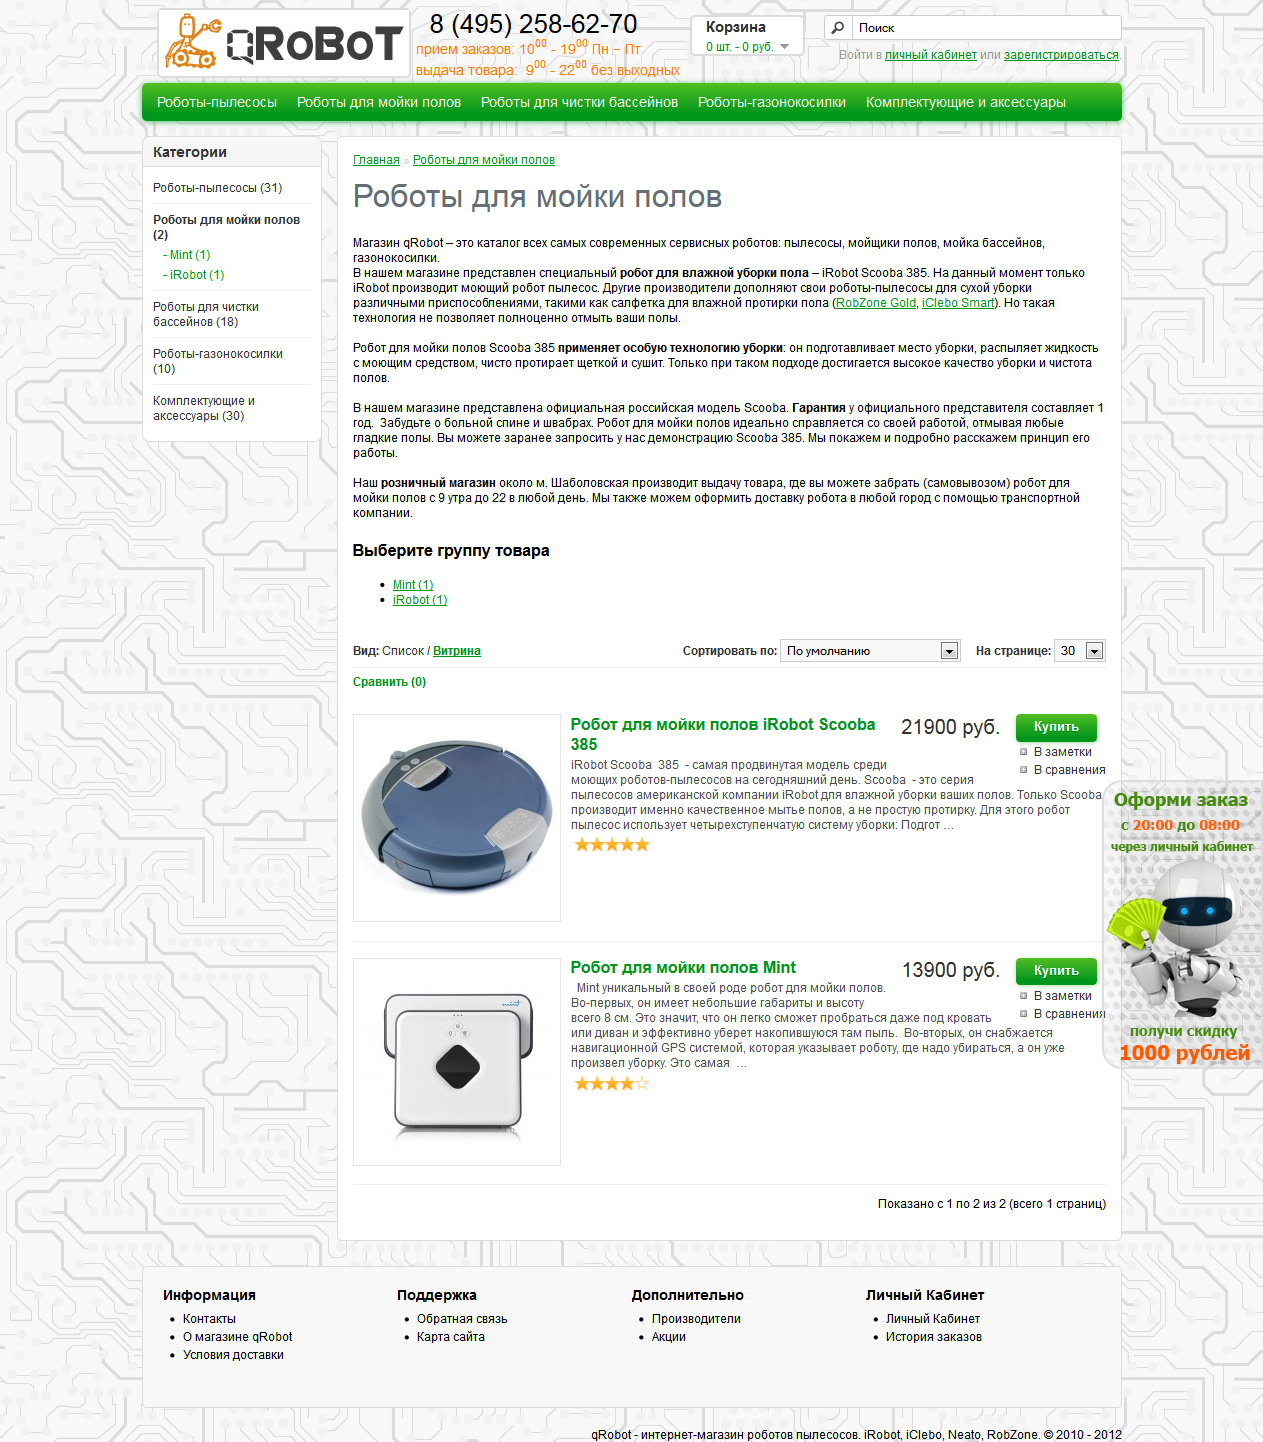 QRoBoT
8 (495) 258-62-70
прием заказов: 10⁰⁰ - 19⁰⁰ Пн – Пт
выдача товара: 9⁰⁰ - 22⁰⁰ без выходных
Корзина
0 шт. - 0 руб.
Поиск
Войти в личный кабинет или зарегистрироваться.
Роботы-пылесосы Роботы для мойки полов Роботы для чистки бассейнов Роботы-газонокосилки Комплектующие и аксессуары
Категории
Роботы-пылесосы (31)
Роботы для мойки полов
(2)
- Mint (1)
- iRobot (1)
Роботы для чистки
бассейнов (18)
Роботы-газонокосилки
(10)
Комплектующие и
аксессуары (30)
Главная » Роботы для мойки полов
Роботы для мойки полов
Магазин qRobot – это каталог всех самых современных сервисных роботов: пылесосы, мойщики полов, мойка бассейнов,
газонокосилки.
В нашем магазине представлен специальный робот для влажной уборки пола – iRobot Scooba 385. На данный момент только
iRobot производит моющий робот пылесос. Другие производители дополняют свои роботы-пылесосы для сухой уборки
различными приспособлениями, такими как салфетка для влажной протирки пола (RobZone Gold, iClebo Smart). Но такая
технология не позволяет полноценно отмыть ваши полы.
Робот для мойки полов Scooba 385 применяет особую технологию уборки: он подготавливает место уборки, распыляет жидкость
с моющим средством, чисто протирает щеткой и сушит. Только при таком подходе достигается высокое качество уборки и чистота
полов.
В нашем магазине представлена официальная российская модель Scooba. Гарантия у официального представителя составляет 1
год. Забудьте о больной спине и швабрах. Робот для мойки полов идеально справляется со своей работой, отмывая любые
гладкие полы. Вы можете заранее запросить у нас демонстрацию Scooba 385. Мы покажем и подробно расскажем принцип его
работы.
Наш розничный магазин около м. Шаболовская производит выдачу товара, где вы можете забрать (самовывозом) робот для
мойки полов с 9 утра до 22 в любой день. Мы также можем оформить доставку робота в любой город с помощью транспортной
компании.
Выберите группу товара
Mint (1)
iRobot (1)
Вид: Список / Витрина
Сортировать по: По умолчанию
На странице: 30
Сравнить (0)
Робот для мойки полов iRobot Scooba
385
21900 руб.
Купить
В заметки
В сравнения
iRobot Scooba 385 - самая продвинутая модель среди
моющих роботов-пылесосов на сегодняшний день. Scooba - это серия
пылесосов американской компании iRobot для влажной уборки ваших полов. Только Scooba
производит именно качественное мытье полов, а не простую протирку. Для этого робот
пылесос использует четырехступенчатую систему уборки: Подгот ...
Робот для мойки полов Mint
13900 руб.
Купить
В заметки
В сравнения
Mint уникальный в своей роде робот для мойки полов.
Во-первых, он имеет небольшие габариты и высоту
всего 8 см. Это значит, что он легко сможет пробраться даже под кровать
или диван и эффективно уберет накопившуюся там пыль. Во-вторых, он снабжается
навигационной GPS системой, которая указывает роботу, где надо убираться, а он уже
произвел уборку. Это самая ...
Показано с 1 по 2 из 2 (всего 1 страниц)
Оформи заказ
с 20:00 до 08:00
через личный кабинет
получи скидку
1000 рублей
Информация
Контакты
О магазине qRobot
Условия доставки
Поддержка
Обратная связь
Карта сайта
Дополнительно
Производители
Акции
Личный Кабинет
Личный Кабинет
История заказов
qRobot - интернет-магазин роботов пылесосов. iRobot, iClebo, Neato, RobZone. © 2010 - 2012